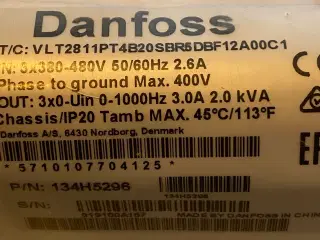 Danfoss
T/C: VLT2811PT4B20SBR5DBF12A00C1
IN: 3x380-480V 50/60Hz 2.6A
Phase to ground Max. 400V
OUT: 3x0-Uin 0-1000Hz 3.0A 2.0 kVA
Chassis/IP20 Tamb MAX. 45°C/113°F
Danfoss A/S, 6430 Nordborg, Denmark
*5710107704125*
P/N: 134H5296
134H5296
S/N:
MADE BY DANFOSS IN CHINA